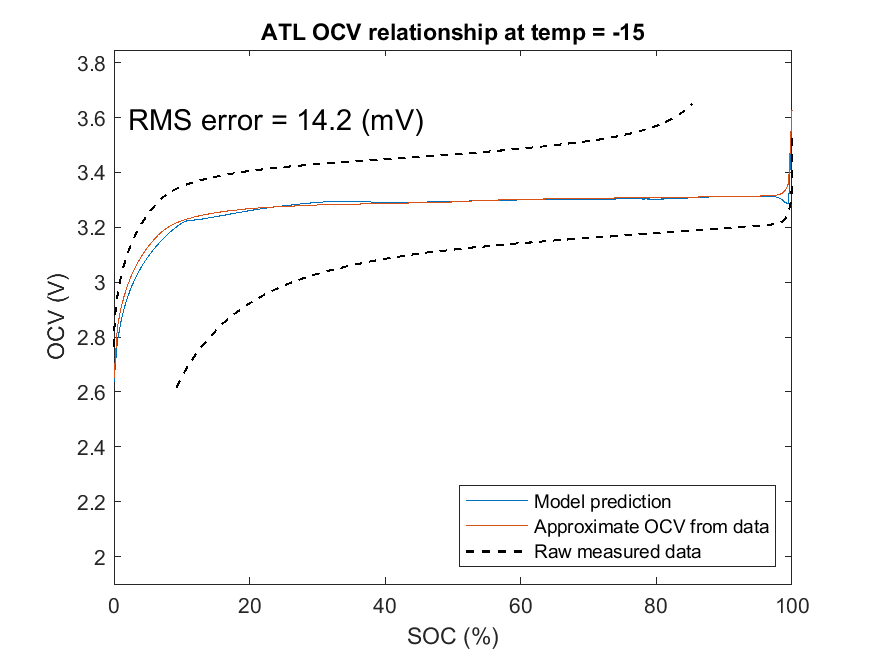 ATL OCV relationship at temp = -15
RMS error = 14.2 (mV)
OCV (V)
3.8
3.6
3.4
3.2
3
2.8
2.6
2.4
2.2
2
Model prediction
Approximate OCV from data
Raw measured data
0 20 40 60 80 100
SOC (%)